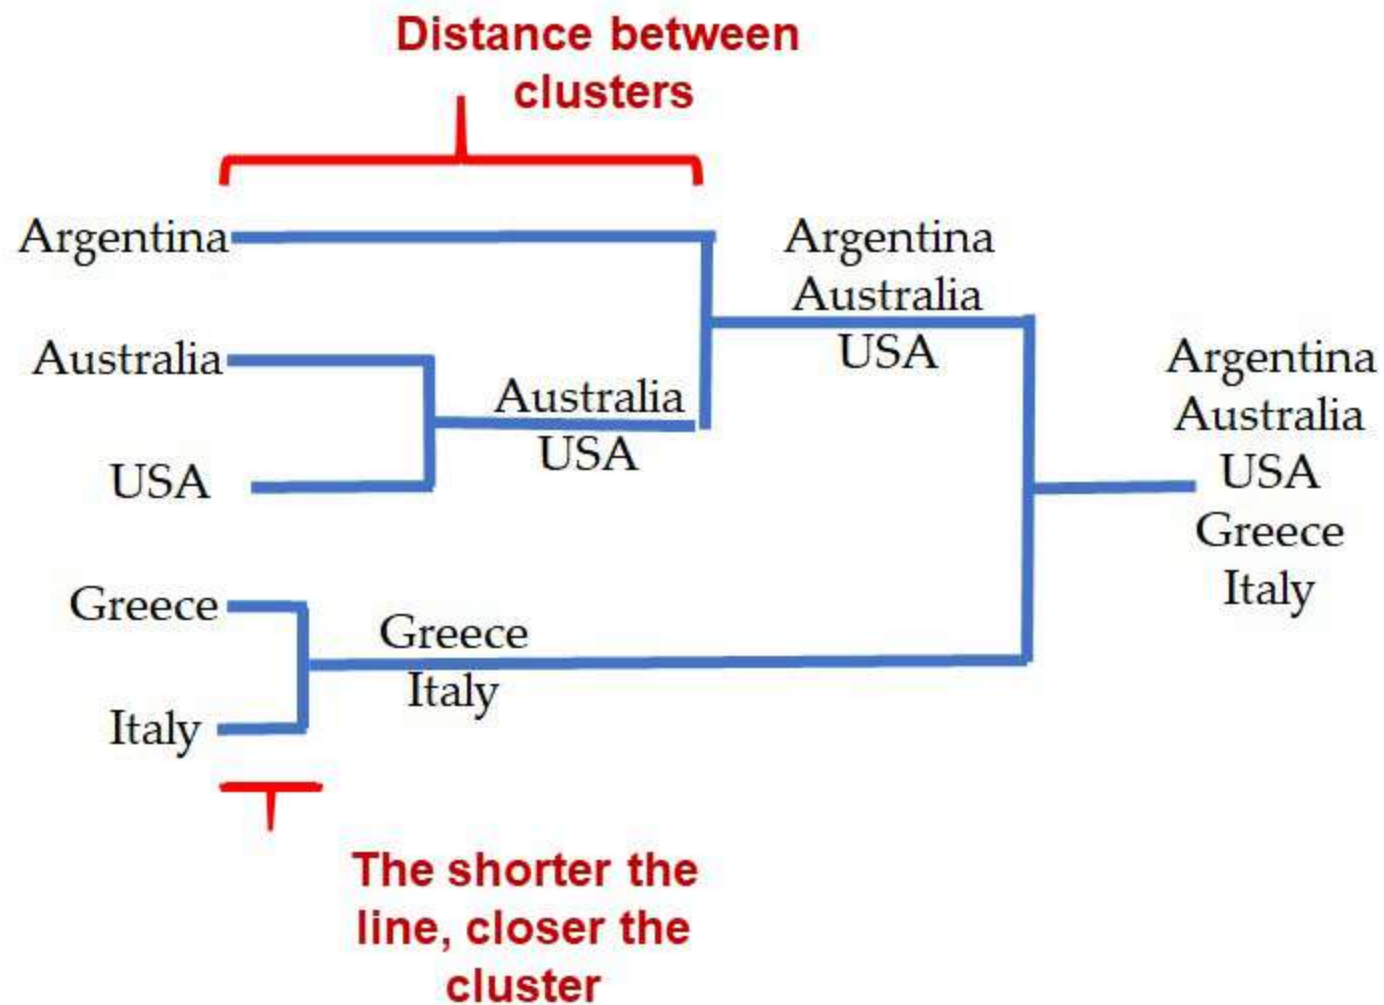 Distance between
clusters
Argentina
Argentina
Australia
USA
Australia
Australia
USA
USA
Argentina
Australia
USA
Greece
Italy
Greece
Greece
Italy
Italy
The shorter the
line, closer the
cluster